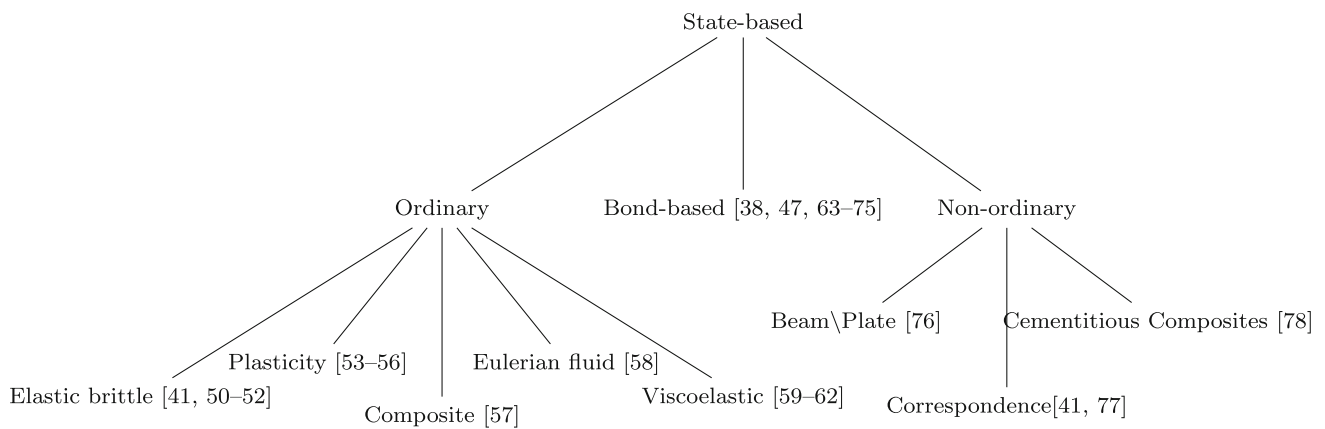 State-based
Ordinary
Bond-based [38, 47, 63–75]
Non-ordinary
Beam\Plate [76]
Cementitious Composites [78]
Plasticity [53–56]
Eulerian fluid [58]
Elastic brittle [41, 50–52]
Viscoelastic [59–62]
Correspondence[41, 77]
Composite [57]